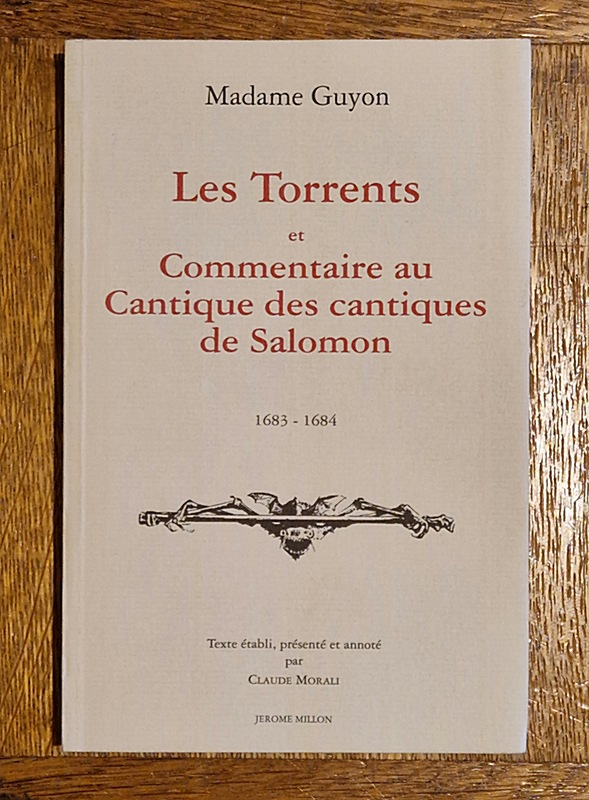 Madame Guyon
Les Torrents
et
Commentaire au
Cantique des cantiques
de Salomon
1683 - 1684
Texte établi, présenté et annoté
par
CLAUDE MORALI
JEROME MILLON